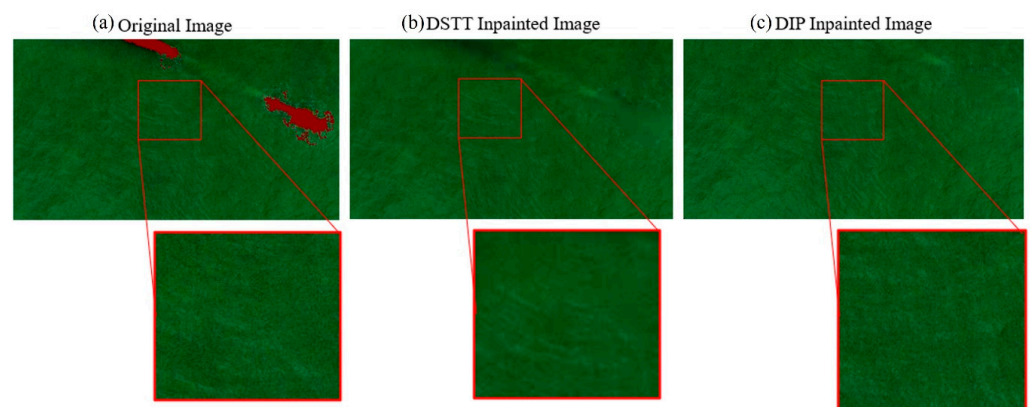 (a) Original Image
(b) DSTT Inpainted Image
(c) DIP Inpainted Image